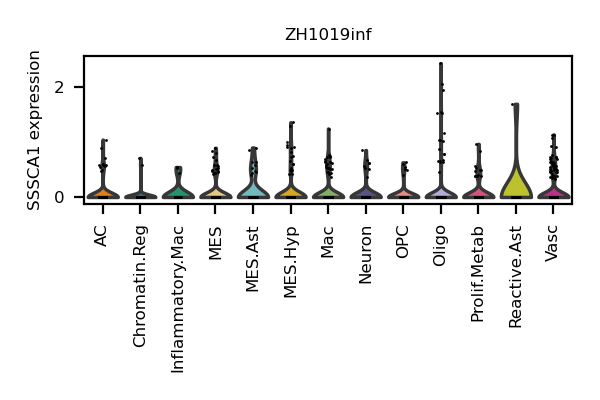 ZH1019inf
SSSCA1 expression
2
0
AC
Chromatin.Reg
Inflammatory.Mac
MES
MES.Ast
MES.Hyp
Mac
Neuron
OPC
Oligo
Prolif.Metab
Reactive.Ast
Vasc